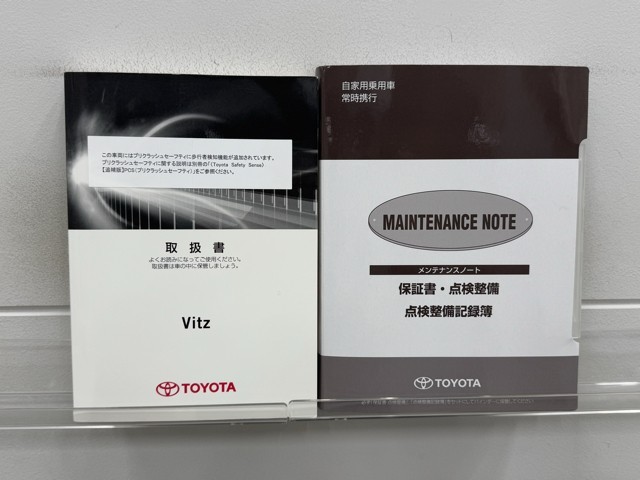 この車両にはプリクラッシュセーフティに歩行者検知機能が追加されています。
プリクラッシュセーフティに関する説明は別冊の「(Toyota Safety Sense)
【追補版】PCS(プリクラッシュセーフティ)」をご参照ください。
取扱書
よくお読みになってご使用ください。
取扱書は車の中に保管しましょう。
Vitz
TOYOTA
自家用乗用車
常時携行
MAINTENANCE NOTE
メンテナンスノート
保証書・点検整備
点検整備記録簿
TOYOTA